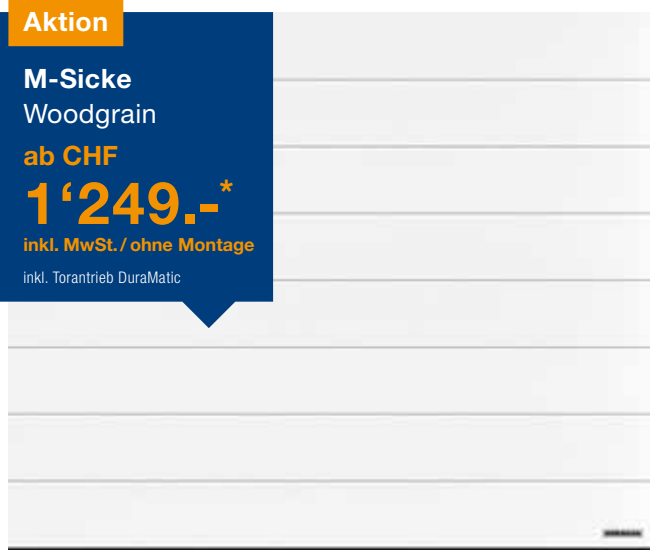 Aktion
M-Sicke
Woodgrain
ab CHF
1‘249.-*
inkl. MwSt. / ohne Montage
inkl. Torantrieb DuraMatic